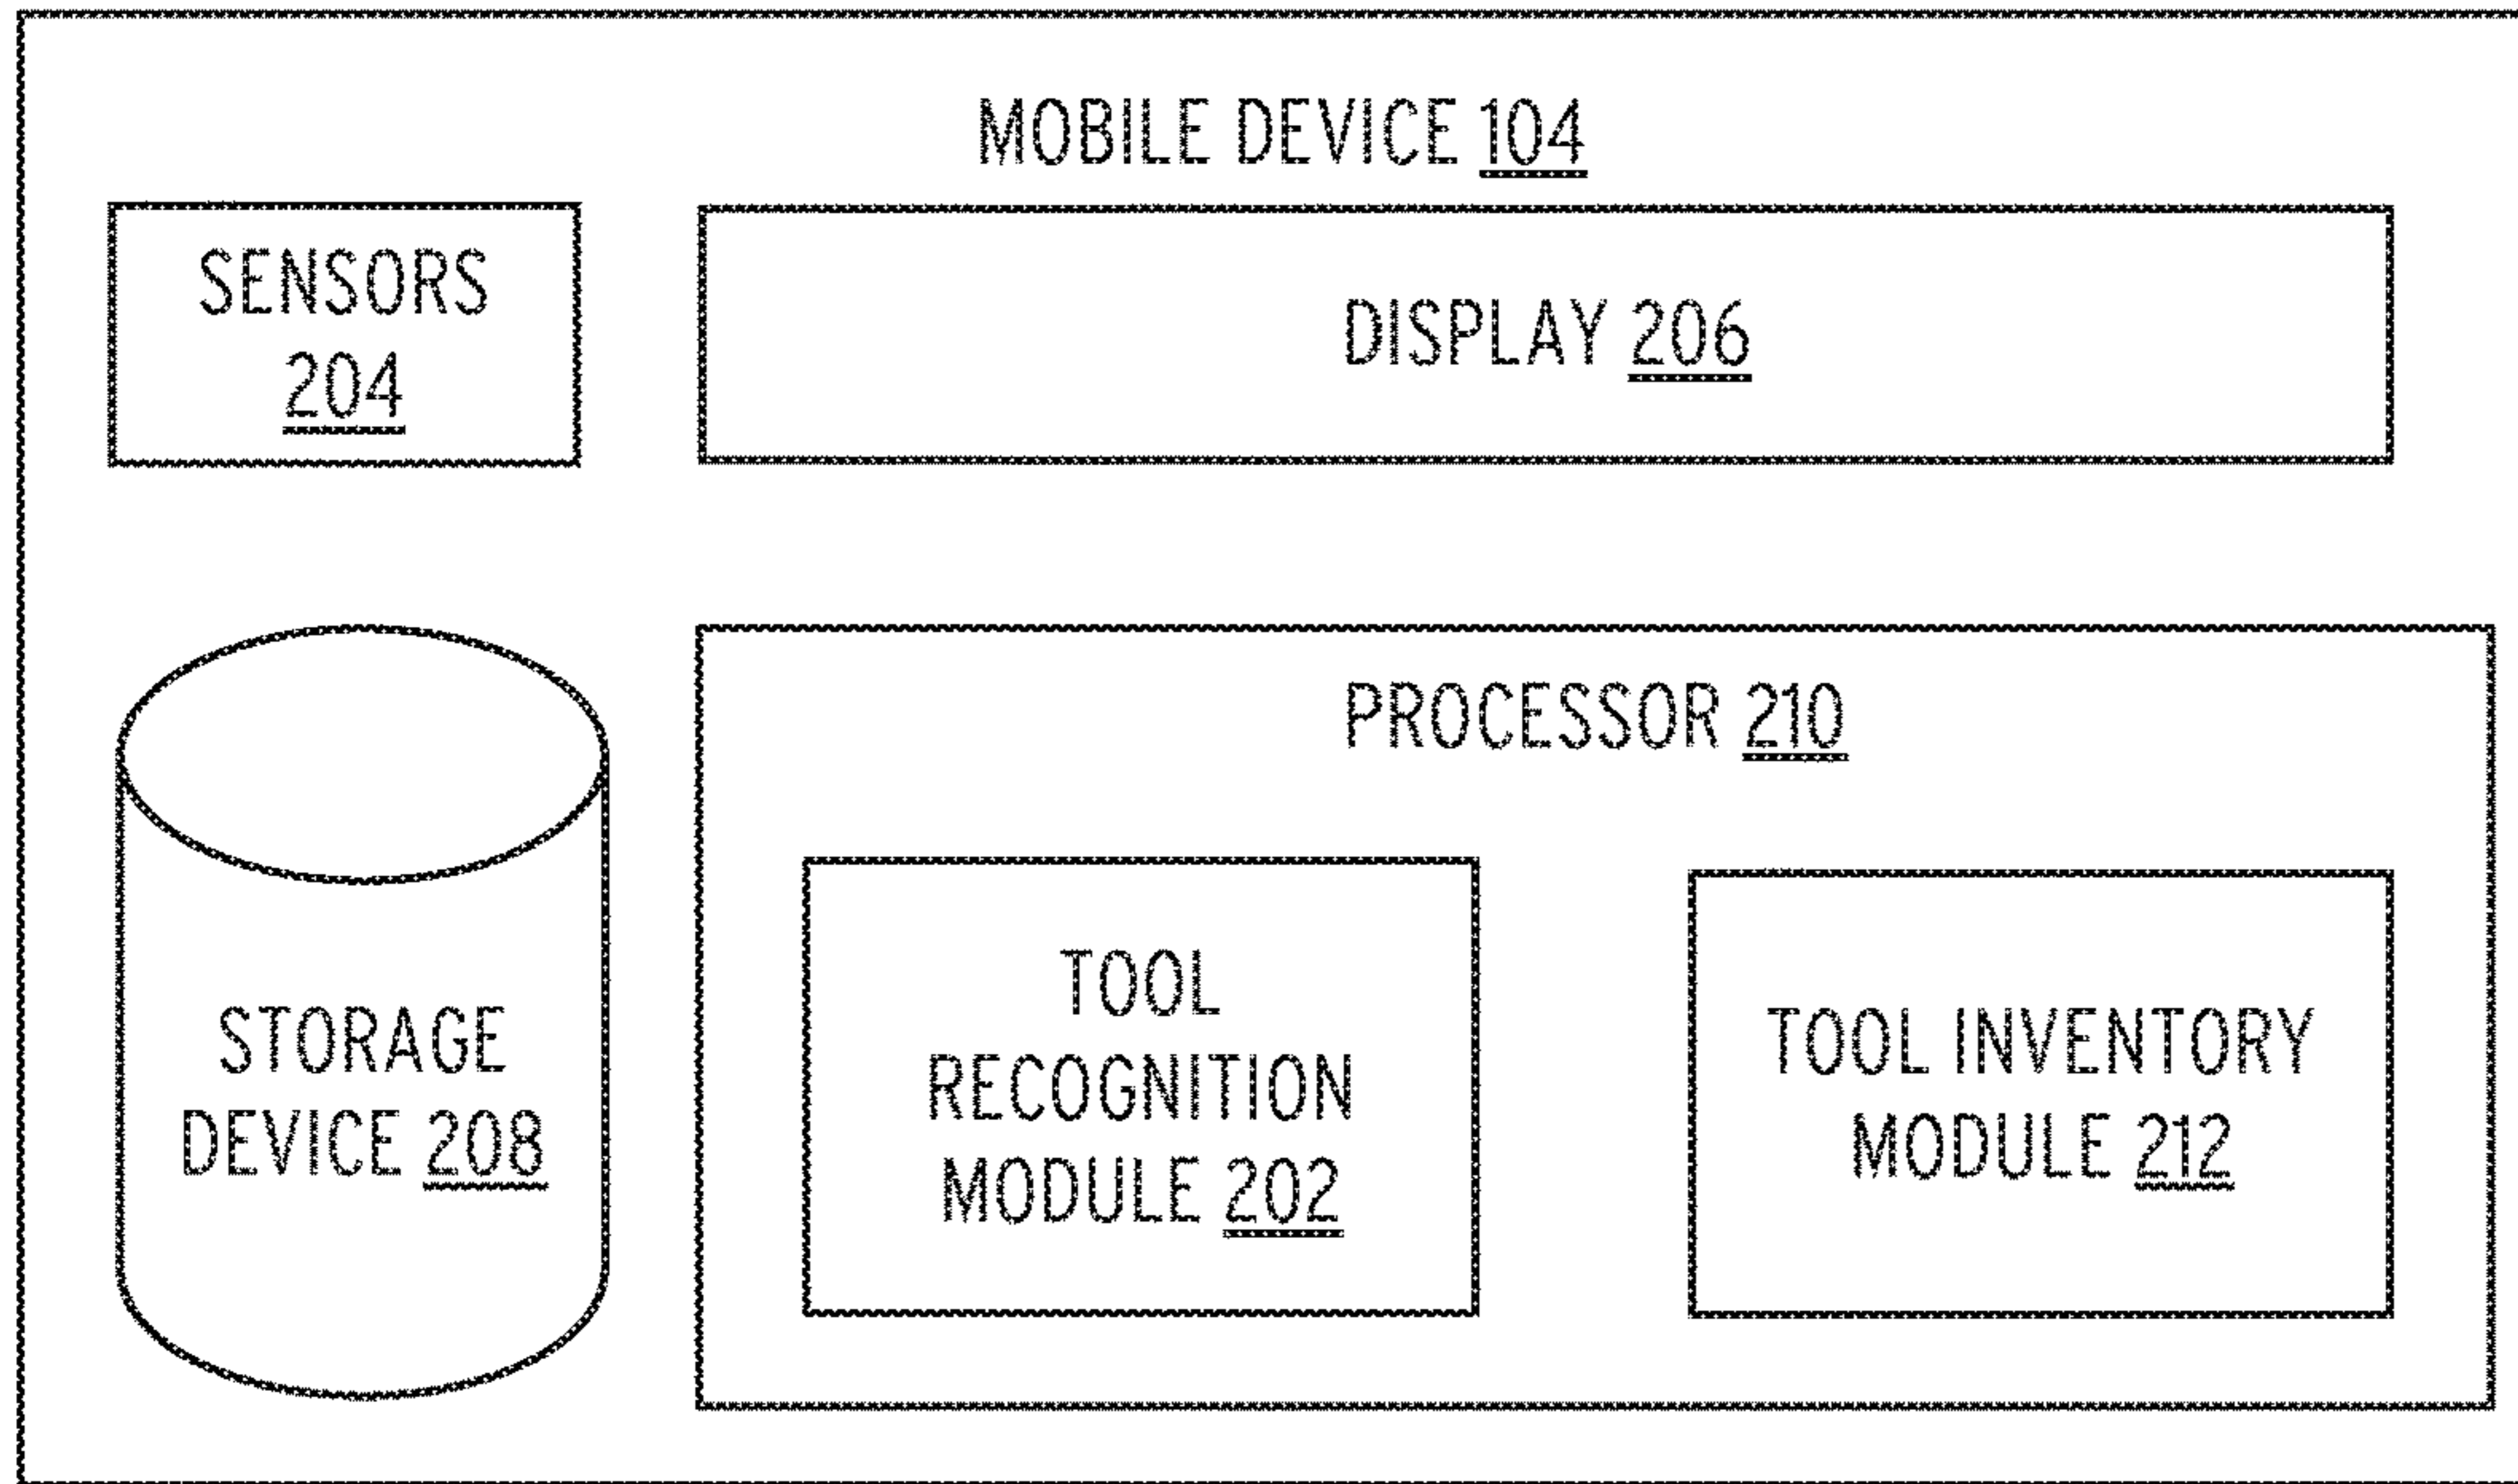 MOBILE DEVICE 104
SENSORS
204
DISPLAY 206
STORAGE
DEVICE 208
PROCESSOR 210
TOOL
RECOGNITION
MODULE 202
TOOL INVENTORY
MODULE 212